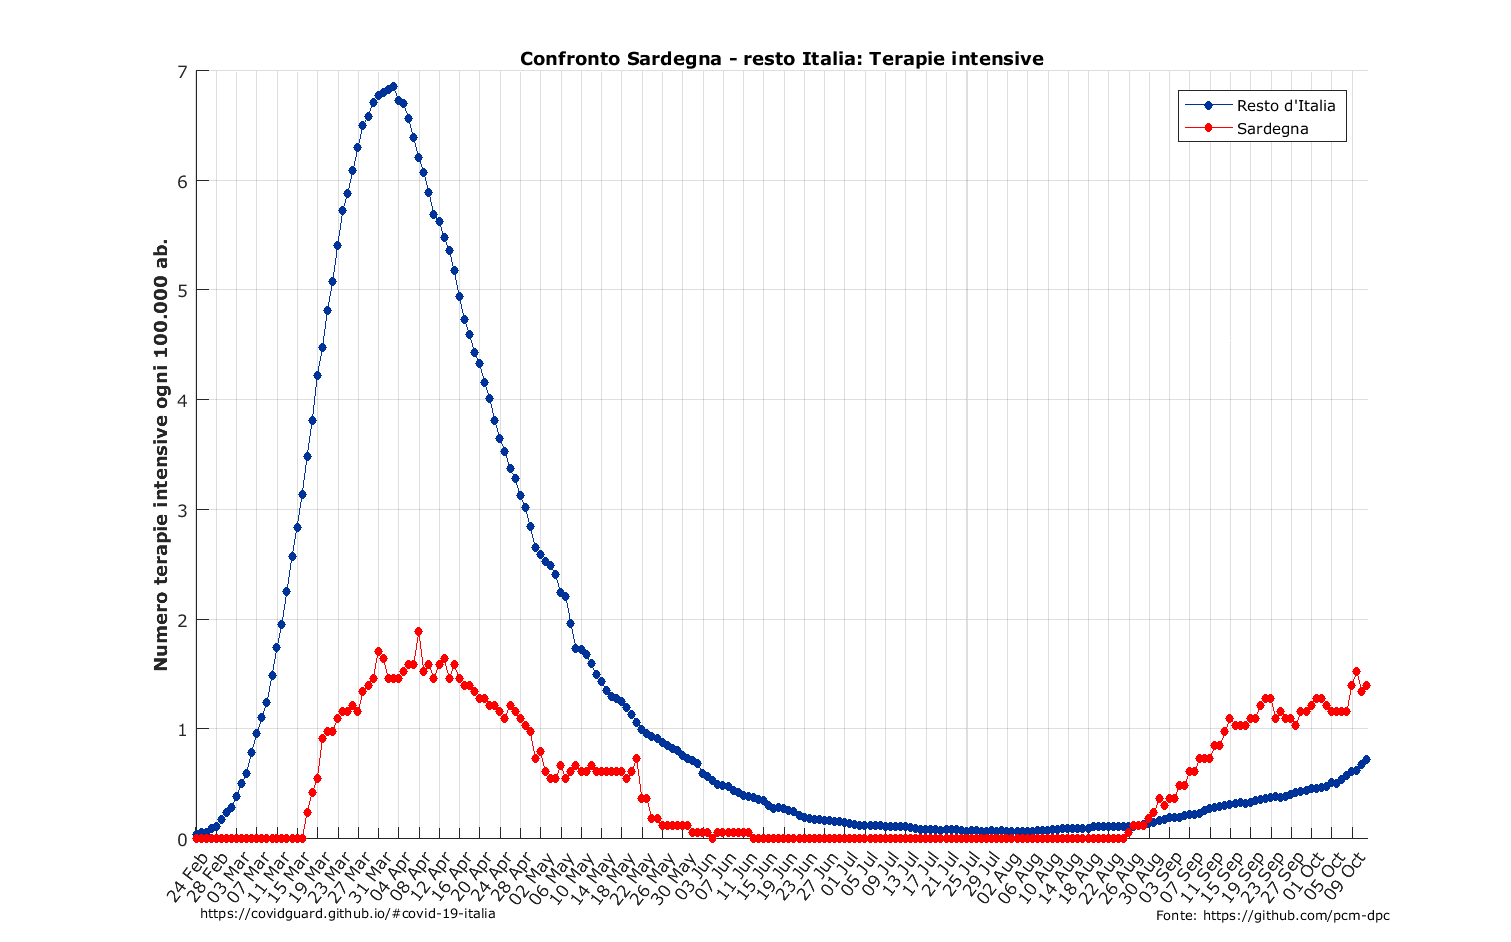 Confronto Sardegna - resto Italia: Terapie intensive
Resto d'Italia
Sardegna
Numero terapie intensive ogni 100.000 ab.
7
6
5
4
3
2
1
0
24 Feb
28 Feb
03 Mar
07 Mar
11 Mar
15 Mar
19 Mar
23 Mar
27 Mar
31 Mar
04 Apr
08 Apr
12 Apr
16 Apr
20 Apr
24 Apr
28 Apr
02 May
06 May
10 May
14 May
18 May
22 May
26 May
30 May
03 Jun
07 Jun
11 Jun
15 Jun
19 Jun
23 Jun
27 Jun
01 Jul
05 Jul
09 Jul
13 Jul
17 Jul
21 Jul
25 Jul
29 Jul
02 Aug
06 Aug
10 Aug
14 Aug
18 Aug
22 Aug
26 Aug
30 Aug
03 Sep
07 Sep
11 Sep
15 Sep
19 Sep
23 Sep
27 Sep
01 Oct
05 Oct
09 Oct
https://covidguard.github.io/#covid-19-italia
Fonte: https://github.com/pcm-dpc